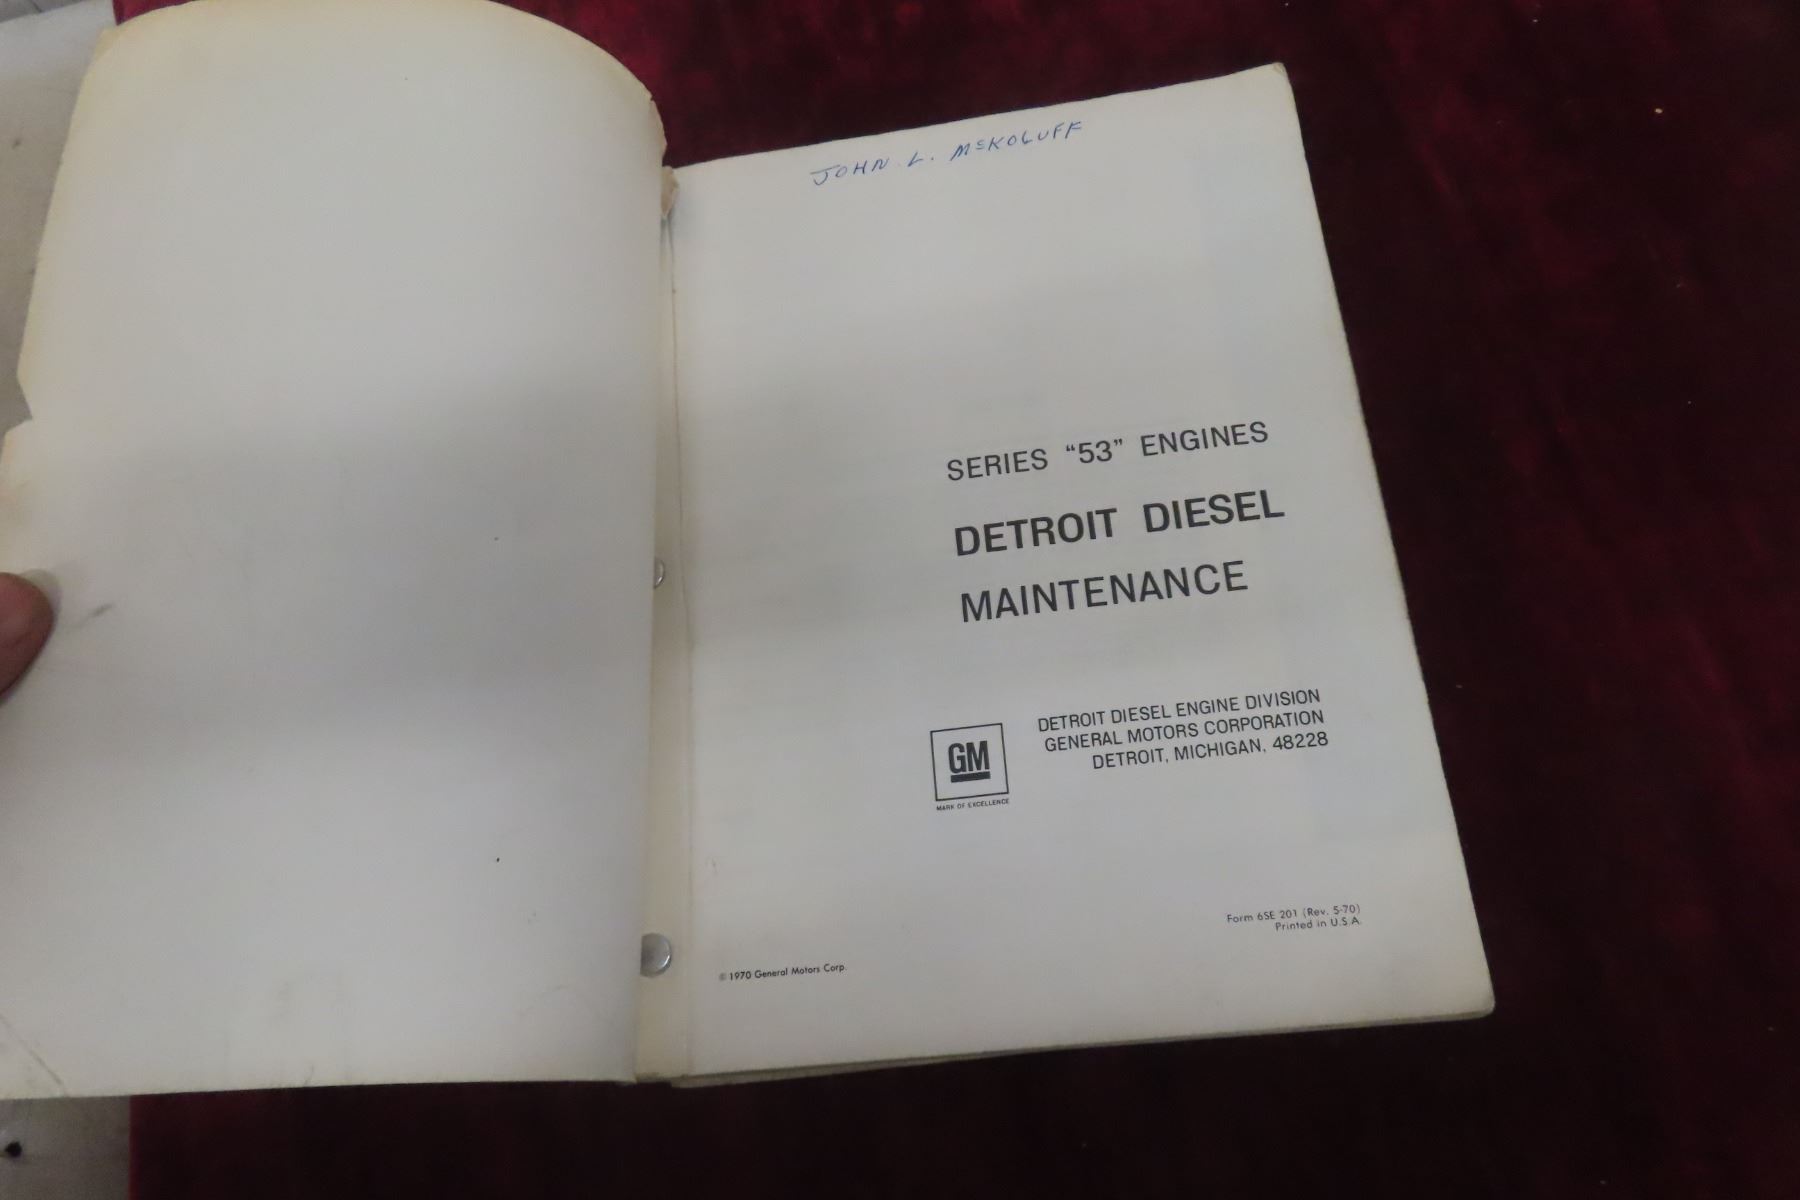 JOHN L. McKOLUFF
SERIES “53” ENGINES
DETROIT DIESEL
MAINTENANCE
GM
MARK OF EXCELLENCE
DETROIT DIESEL ENGINE DIVISION
GENERAL MOTORS CORPORATION
DETROIT, MICHIGAN, 48228
Form 6SE 201 (Rev. 5-70)
Printed in U.S.A.
© 1970 General Motors Corp.